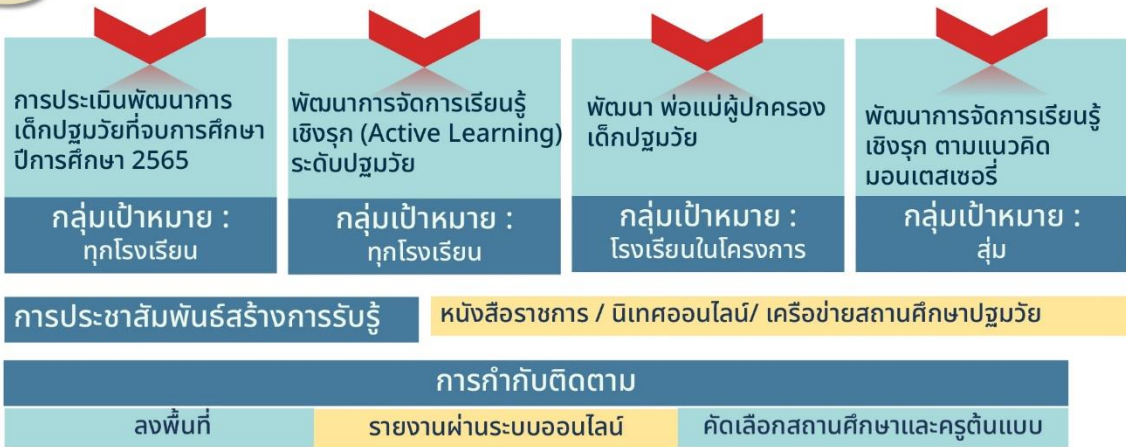 การประเมินพัฒนาการ
เด็กปฐมวัยที่จบการศึกษา
ปีการศึกษา 2565
กลุ่มเป้าหมาย :
ทุกโรงเรียน
พัฒนาการจัดการเรียนรู้
เชิงรุก (Active Learning)
ระดับปฐมวัย
กลุ่มเป้าหมาย :
ทุกโรงเรียน
พัฒนา พ่อแม่ผู้ปกครอง
เด็กปฐมวัย
กลุ่มเป้าหมาย :
โรงเรียนในโครงการ
พัฒนาการจัดการเรียนรู้
เชิงรุก ตามแนวคิด
มอนเตสเซอรี่
กลุ่มเป้าหมาย :
สุ่ม
การประชาสัมพันธ์สร้างการรับรู้
หนังสือราชการ / นิเทศออนไลน์/ เครือข่ายสถานศึกษาปฐมวัย
การกำกับติดตาม
ลงพื้นที่
รายงานผ่านระบบออนไลน์
คัดเลือกสถานศึกษาและครูต้นแบบ